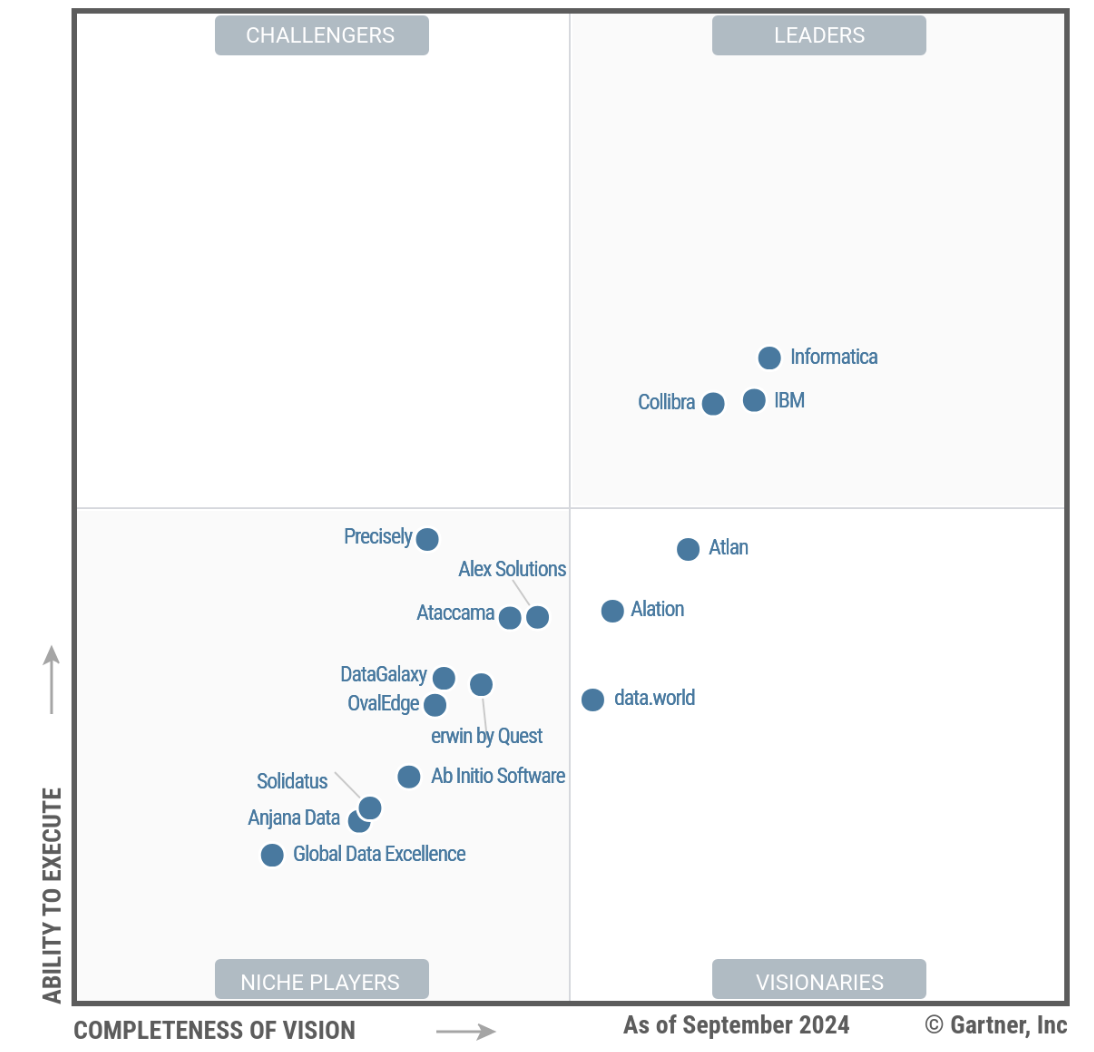 CHALLENGERS
LEADERS
Informatica
Collibra
IBM
Precisely
Atlan
Alex Solutions
Ataccama
Alation
DataGalaxy
OvalEdge
data.world
erwin by Quest
Ab Initio Software
Solidatus
Anjana Data
Global Data Excellence
NICHE PLAYERS
VISIONARIES
ABILITY TO EXECUTE
COMPLETENESS OF VISION
As of September 2024
© Gartner, Inc